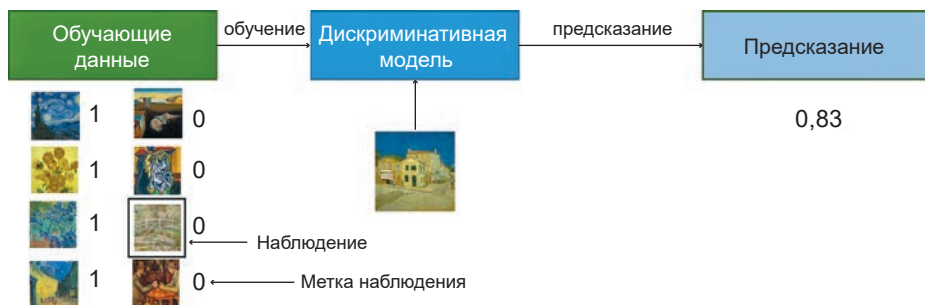 Обучающие
данные
обучение
Дискриминативная
модель
предсказание
Предсказание
1
0
0,83
1
0
1
0
Наблюдение
1
0
Метка наблюдения